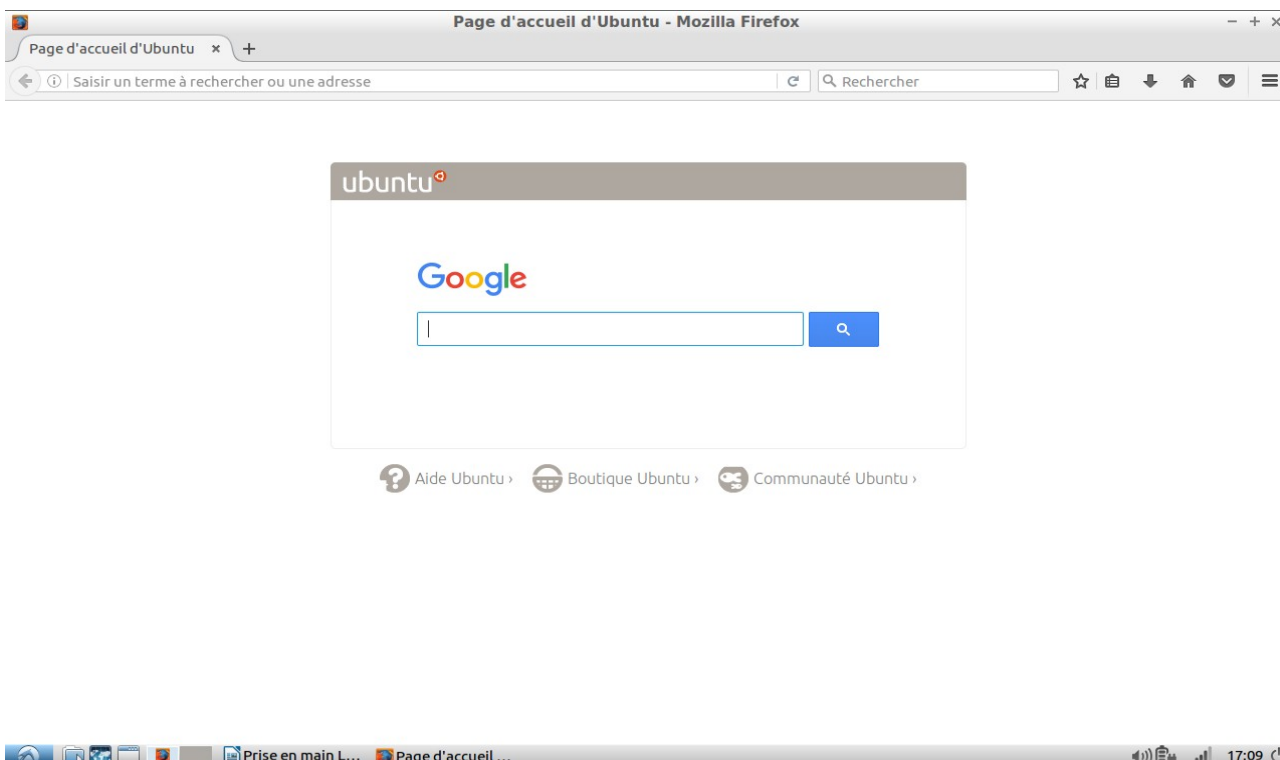 Page d'accueil d'Ubuntu - Mozilla Firefox
Page d'accueil d'Ubuntu
Saisir un terme à rechercher ou une adresse
Rechercher
ubuntu
Google
Aide Ubuntu ›
Boutique Ubuntu ›
Communauté Ubuntu ›
Prise en main L...
Page d'accueil ...
17:09